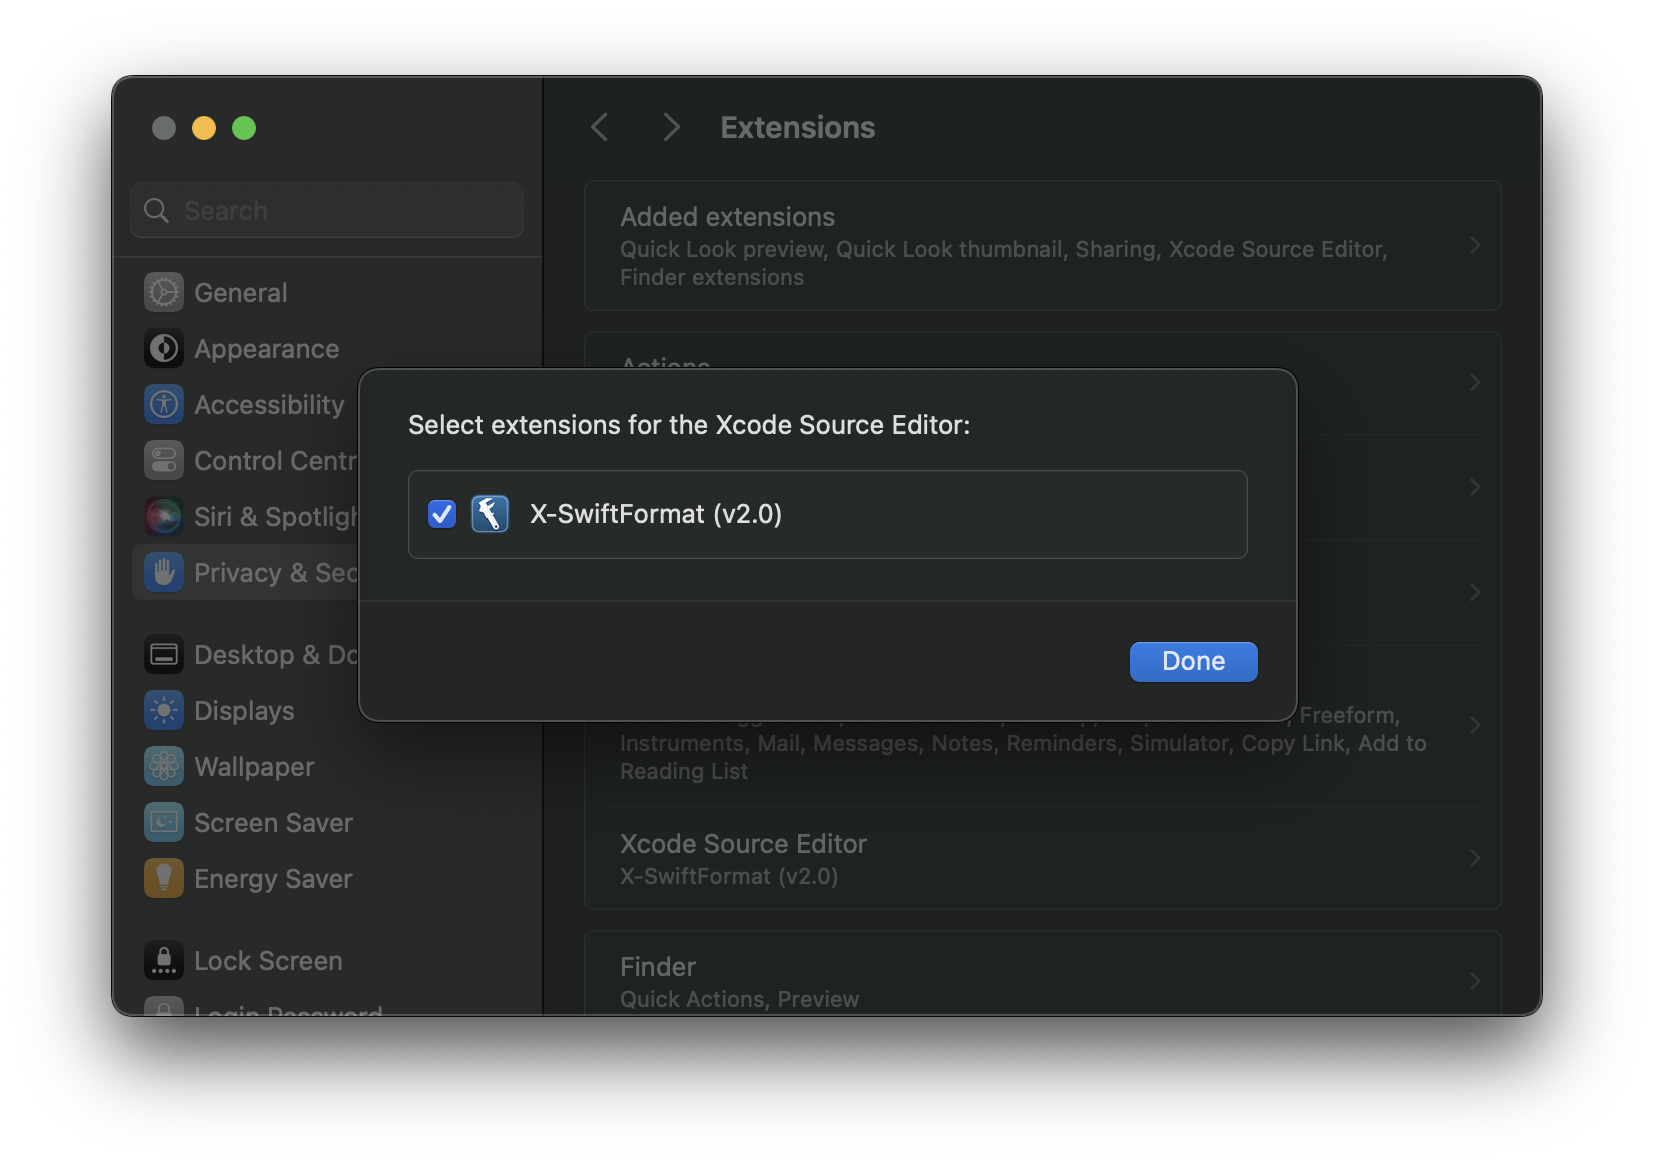 Extensions
Search
General
Appearance
Accessibility
Control Centr
Siri & Spotligh
Privacy & Sec
Desktop & Do
Displays
Wallpaper
Screen Saver
Energy Saver
Lock Screen
Login Password
Added extensions
Quick Look preview, Quick Look thumbnail, Sharing, Xcode Source Editor,
Finder extensions
Actions
Select extensions for the Xcode Source Editor:
X-SwiftFormat (v2.0)
Done
Freeform,
Instruments, Mail, Messages, Notes, Reminders, Simulator, Copy Link, Add to
Reading List
Xcode Source Editor
X-SwiftFormat (v2.0)
Finder
Quick Actions, Preview